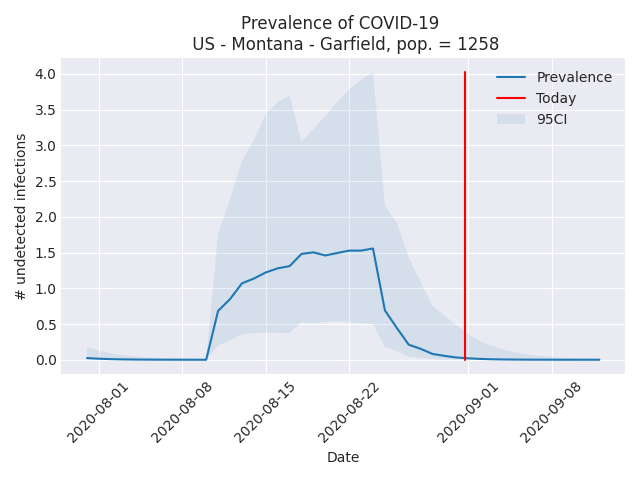 Prevalence of COVID-19
US - Montana - Garfield, pop. = 1258
Prevalence
Today
95CI
# undetected infections
4.0
3.5
3.0
2.5
2.0
1.5
1.0
0.5
0.0
2020-08-01
2020-08-08
2020-08-15
2020-08-22
2020-09-01
2020-09-08
Date